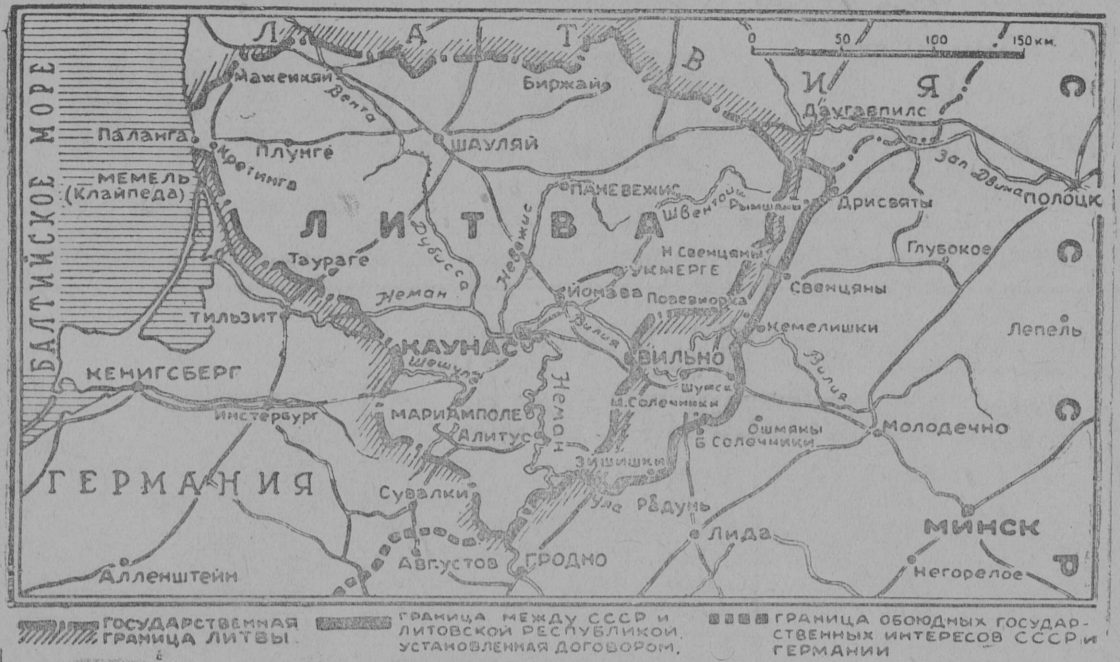 ЛАТВИЯ
0 50 100 150 КМ.
БАЛТИЙСКОЕ МОРЕ
Мажейкяй
Вента
Биржай
Даугавпилс
СССР
Паланга
Кретинга
Плунге
ШАУЛЯЙ
Зап. Двина
ПОЛОЦК
МЕМЕЛЬ
(Клайпеда)
ПАНЕВЕЖИС
Швентои
Рымшаны
Дрисвяты
ЛИТВА
Дубисса
Невежис
Н. Свенцяны
Глубокое
Таураге
УКМЕРГЕ
Свенцяны
Неман
Йонава
ТИЛЬЗИТ
Вилия
Кемелишки
Лепель
КАУНАС
ВИЛЬНО
Вилия
КЕНИГСБЕРГ
Шешупе
Неман
Шумск
Инстербург
МАРИАМПОЛЕ
М. Солечники
Ошмяны
Молодечно
Алитус
Б. Солечники
ГЕРМАНИЯ
Эйшишки
Сувалки
Ула
Радунь
МИНСК
Лида
Августов
ГРОДНО
Алленштейн
Негорелое
ГОСУДАРСТВЕННАЯ
ГРАНИЦА ЛИТВЫ.
ГРАНИЦА МЕЖДУ СССР И
ЛИТОВСКОЙ РЕСПУБЛИКОЙ,
УСТАНОВЛЕННАЯ ДОГОВОРОМ.
ГРАНИЦА ОБОЮДНЫХ ГОСУДАР-
СТВЕННЫХ ИНТЕРЕСОВ СССР И
ГЕРМАНИИ